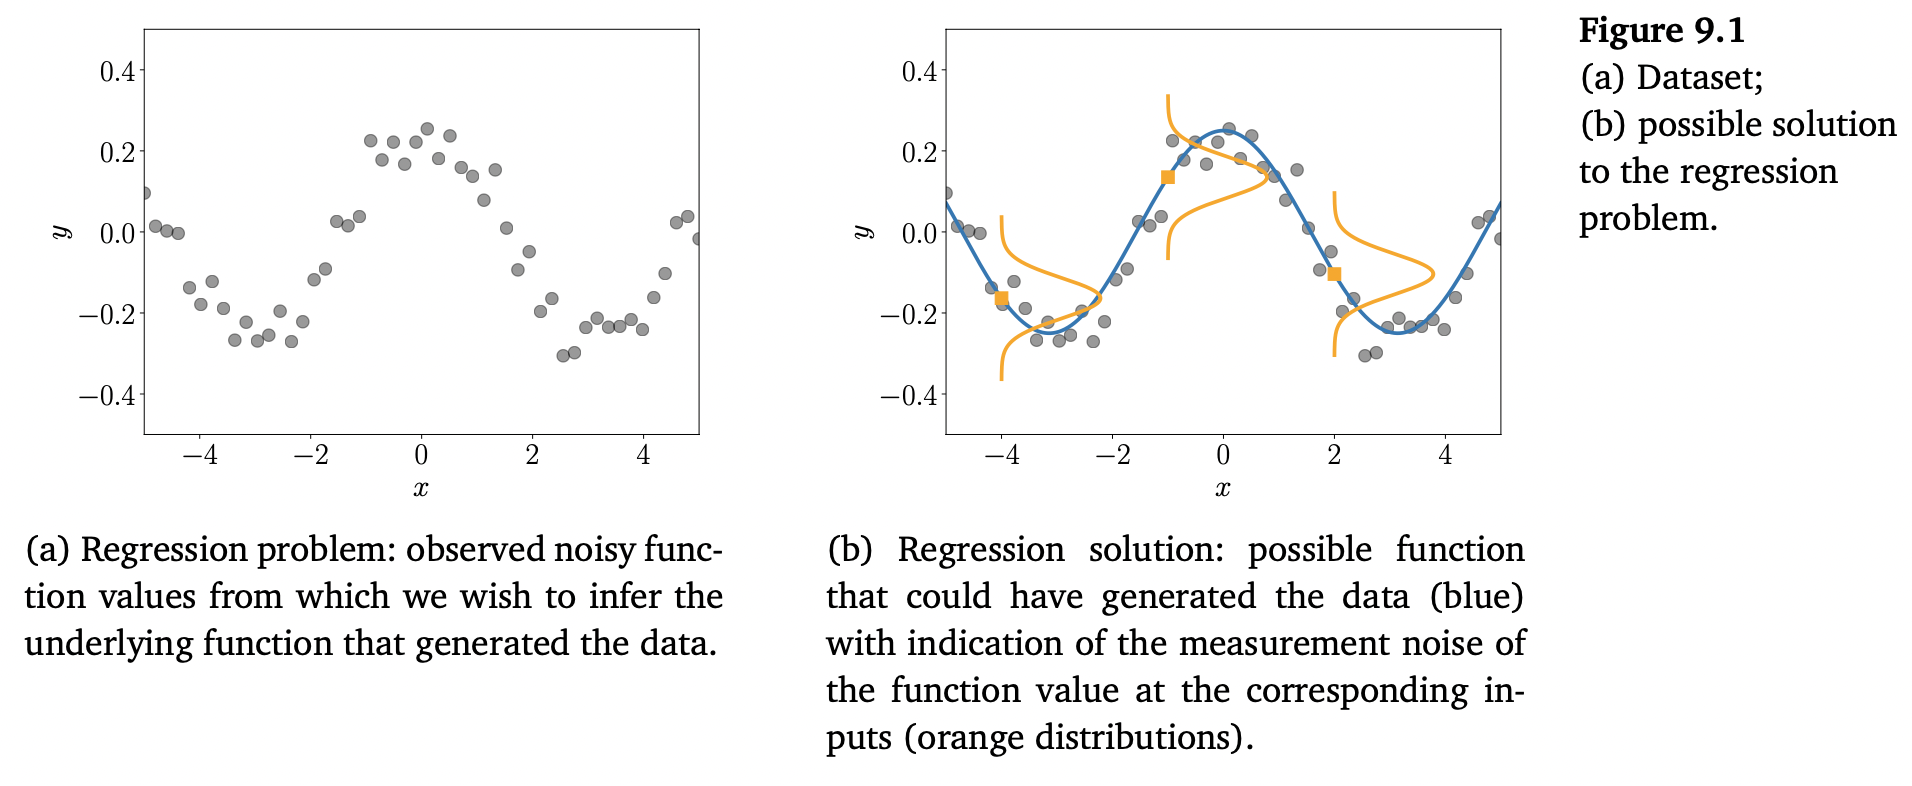 0.4
0.2
0.0
−0.2
−0.4
y
−4 −2 0 2 4
x
(a) Regression problem: observed noisy func-
tion values from which we wish to infer the
underlying function that generated the data.
0.4
0.2
0.0
−0.2
−0.4
y
−4 −2 0 2 4
x
(b) Regression solution: possible function
that could have generated the data (blue)
with indication of the measurement noise of
the function value at the corresponding in-
puts (orange distributions).
Figure 9.1
(a) Dataset;
(b) possible solution
to the regression
problem.